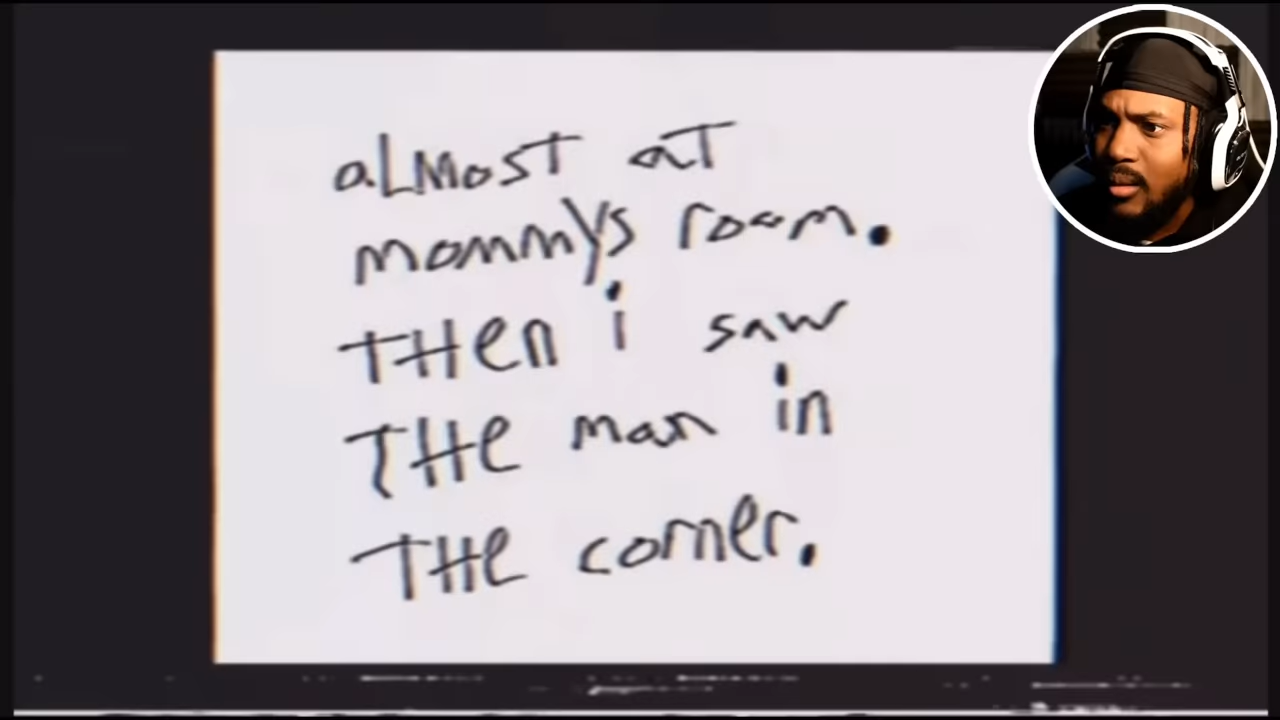 aLMosT aT
mommys room.
THen i saw
THe man in
THe corner.